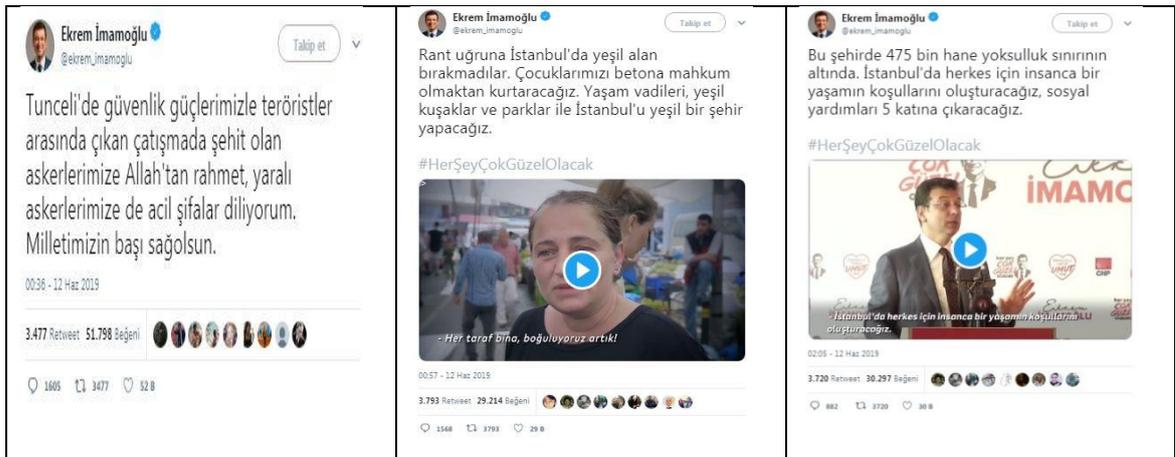 Ekrem İmamoğlu
@ekrem_imamoglu
Takip et
Tunceli'de güvenlik güçlerimizle teröristler
arasında çıkan çatışmada şehit olan
askerlerimize Allah'tan rahmet, yaralı
askerlerimize de acil şifalar diliyorum.
Milletimizin başı sağolsun.
00:36 - 12 Haz 2019
3.477 Retweet 51.798 Beğeni
1605 3477 52 B
Ekrem İmamoğlu
@ekrem_imamoglu
Takip et
Rant uğruna İstanbul'da yeşil alan
bırakmadılar. Çocuklarımızı betona mahkum
olmaktan kurtaracağız. Yaşam vadileri, yeşil
kuşaklar ve parklar ile İstanbul'u yeşil bir şehir
yapacağız.
#HerŞeyÇokGüzelOlacak
- Her taraf bina, boğuluyoruz artık!
00:57 - 12 Haz 2019
3.793 Retweet 29.214 Beğeni
1568 3793 29 B
Ekrem İmamoğlu
@ekrem_imamoglu
Takip et
Bu şehirde 475 bin hane yoksulluk sınırının
altında. İstanbul'da herkes için insanca bir
yaşamın koşullarını oluşturacağız, sosyal
yardımları 5 katına çıkaracağız.
#HerŞeyÇokGüzelOlacak
ÇOK
GÜZEL
İMAMO
UMUT
CHP
- İstanbul'da herkes için insanca bir yaşamın koşullarını
oluşturacağız.
02:05 - 12 Haz 2019
3.720 Retweet 30.297 Beğeni
882 3720 30 B